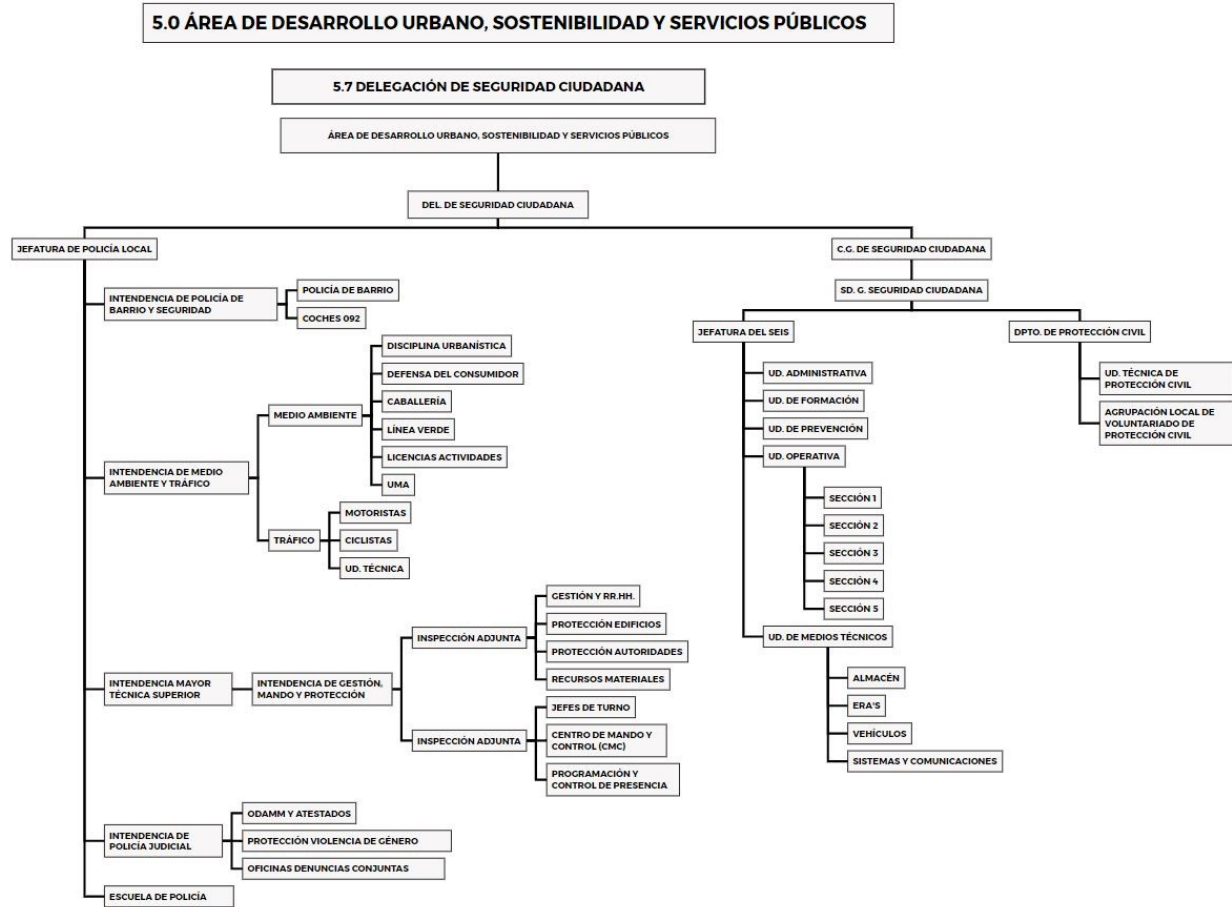 5.0 ÁREA DE DESARROLLO URBANO, SOSTENIBILIDAD Y SERVICIOS PÚBLICOS
5.7 DELEGACIÓN DE SEGURIDAD CIUDADANA
ÁREA DE DESARROLLO URBANO, SOSTENIBILIDAD Y SERVICIOS PÚBLICOS
DEL. DE SEGURIDAD CIUDADANA
JEFATURA DE POLICÍA LOCAL
INTENDENCIA DE POLICÍA DE
BARRIO Y SEGURIDAD
POLICÍA DE BARRIO
COCHES 092
INTENDENCIA DE MEDIO
AMBIENTE Y TRÁFICO
MEDIO AMBIENTE
DISCIPLINA URBANÍSTICA
DEFENSA DEL CONSUMIDOR
CABALLERÍA
LÍNEA VERDE
LICENCIAS ACTIVIDADES
UMA
TRÁFICO
MOTORISTAS
CICLISTAS
UD. TÉCNICA
INTENDENCIA MAYOR
TÉCNICA SUPERIOR
INTENDENCIA DE GESTIÓN,
MANDO Y PROTECCIÓN
INSPECCIÓN ADJUNTA
GESTIÓN Y RR.HH.
PROTECCIÓN EDIFICIOS
PROTECCIÓN AUTORIDADES
RECURSOS MATERIALES
INSPECCIÓN ADJUNTA
JEFES DE TURNO
CENTRO DE MANDO Y
CONTROL (CMC)
PROGRAMACIÓN Y
CONTROL DE PRESENCIA
INTENDENCIA DE
POLICÍA JUDICIAL
ODAMM Y ATESTADOS
PROTECCIÓN VIOLENCIA DE GÉNERO
OFICINAS DENUNCIAS CONJUNTAS
ESCUELA DE POLICÍA
C.G. DE SEGURIDAD CIUDADANA
SD. G. SEGURIDAD CIUDADANA
JEFATURA DEL SEIS
UD. ADMINISTRATIVA
UD. DE FORMACIÓN
UD. DE PREVENCIÓN
UD. OPERATIVA
SECCIÓN 1
SECCIÓN 2
SECCIÓN 3
SECCIÓN 4
SECCIÓN 5
UD. DE MEDIOS TÉCNICOS
ALMACÉN
ERA'S
VEHÍCULOS
SISTEMAS Y COMUNICACIONES
DPTO. DE PROTECCIÓN CIVIL
UD. TÉCNICA DE
PROTECCIÓN CIVIL
AGRUPACIÓN LOCAL DE
VOLUNTARIADO DE
PROTECCIÓN CIVIL